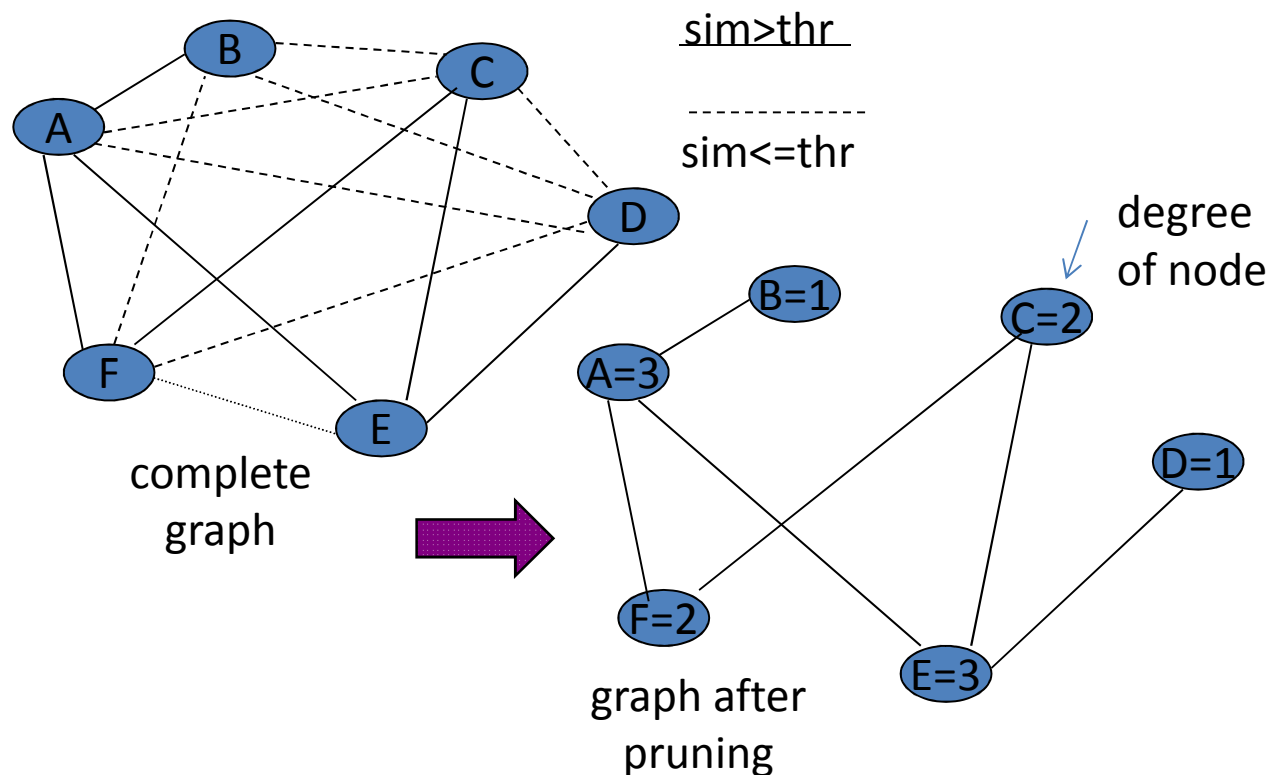 B
C
A
D
F
E
complete
graph
sim>thr
sim<=thr
degree
of node
B=1
C=2
A=3
D=1
F=2
E=3
graph after
pruning